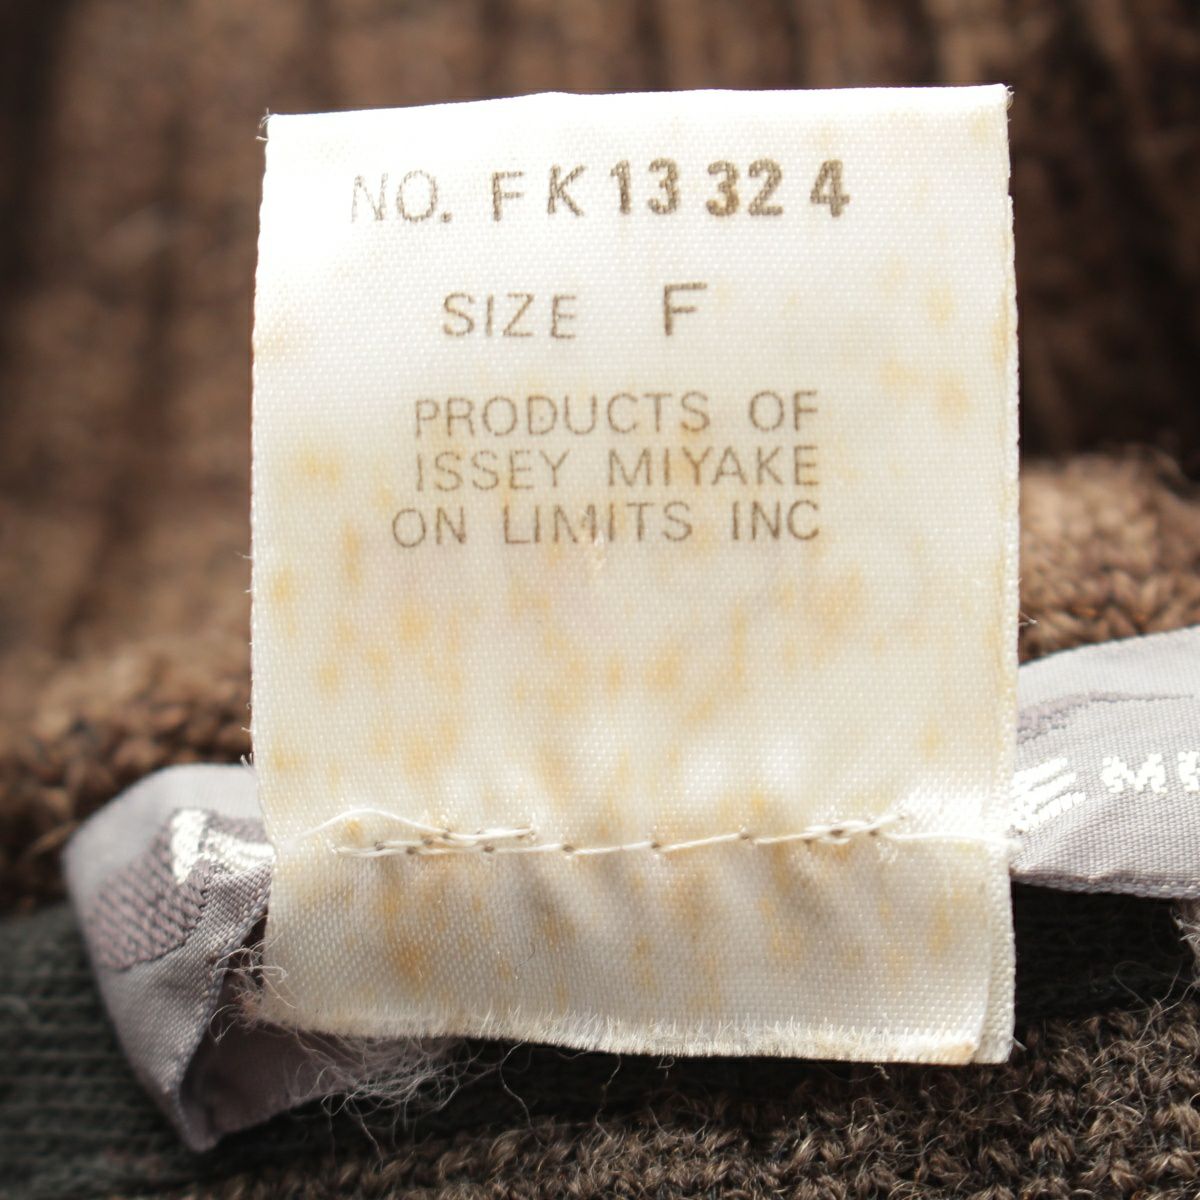 NO. FK13324
SIZE F
PRODUCTS OF
ISSEY MIYAKE
ON LIMITS INC